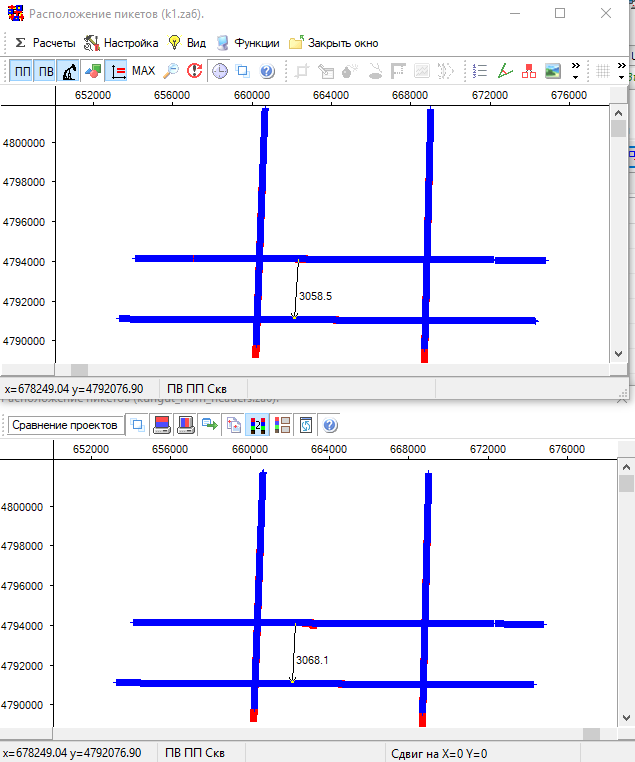 Расположение пикетов (k1.za6).
Σ Расчеты Настройка Вид Функции Закрыть окно
ПП ПВ MAX
652000 656000 660000 664000 668000 672000 676000
4800000
4798000
4796000
4794000
4792000
4790000
3058.5
x=678249.04 y=4792076.90 ПВ ПП Скв
Сравнение проектов
652000 656000 660000 664000 668000 672000 676000
4800000
4798000
4796000
4794000
4792000
4790000
3068.1
x=678249.04 y=4792076.90 ПВ ПП Скв Сдвиг на X=0 Y=0